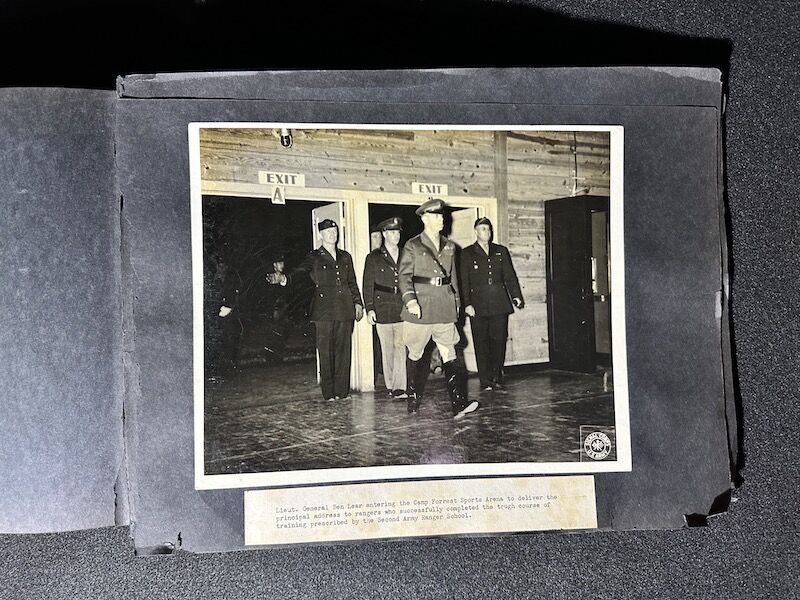 EXIT
A
EXIT
Lieut. General Ben Lear entering the Camp Forrest Sports Arena to deliver the
principal address to rangers who successfully completed the tough course of
training prescribed by the Second Army Ranger School.